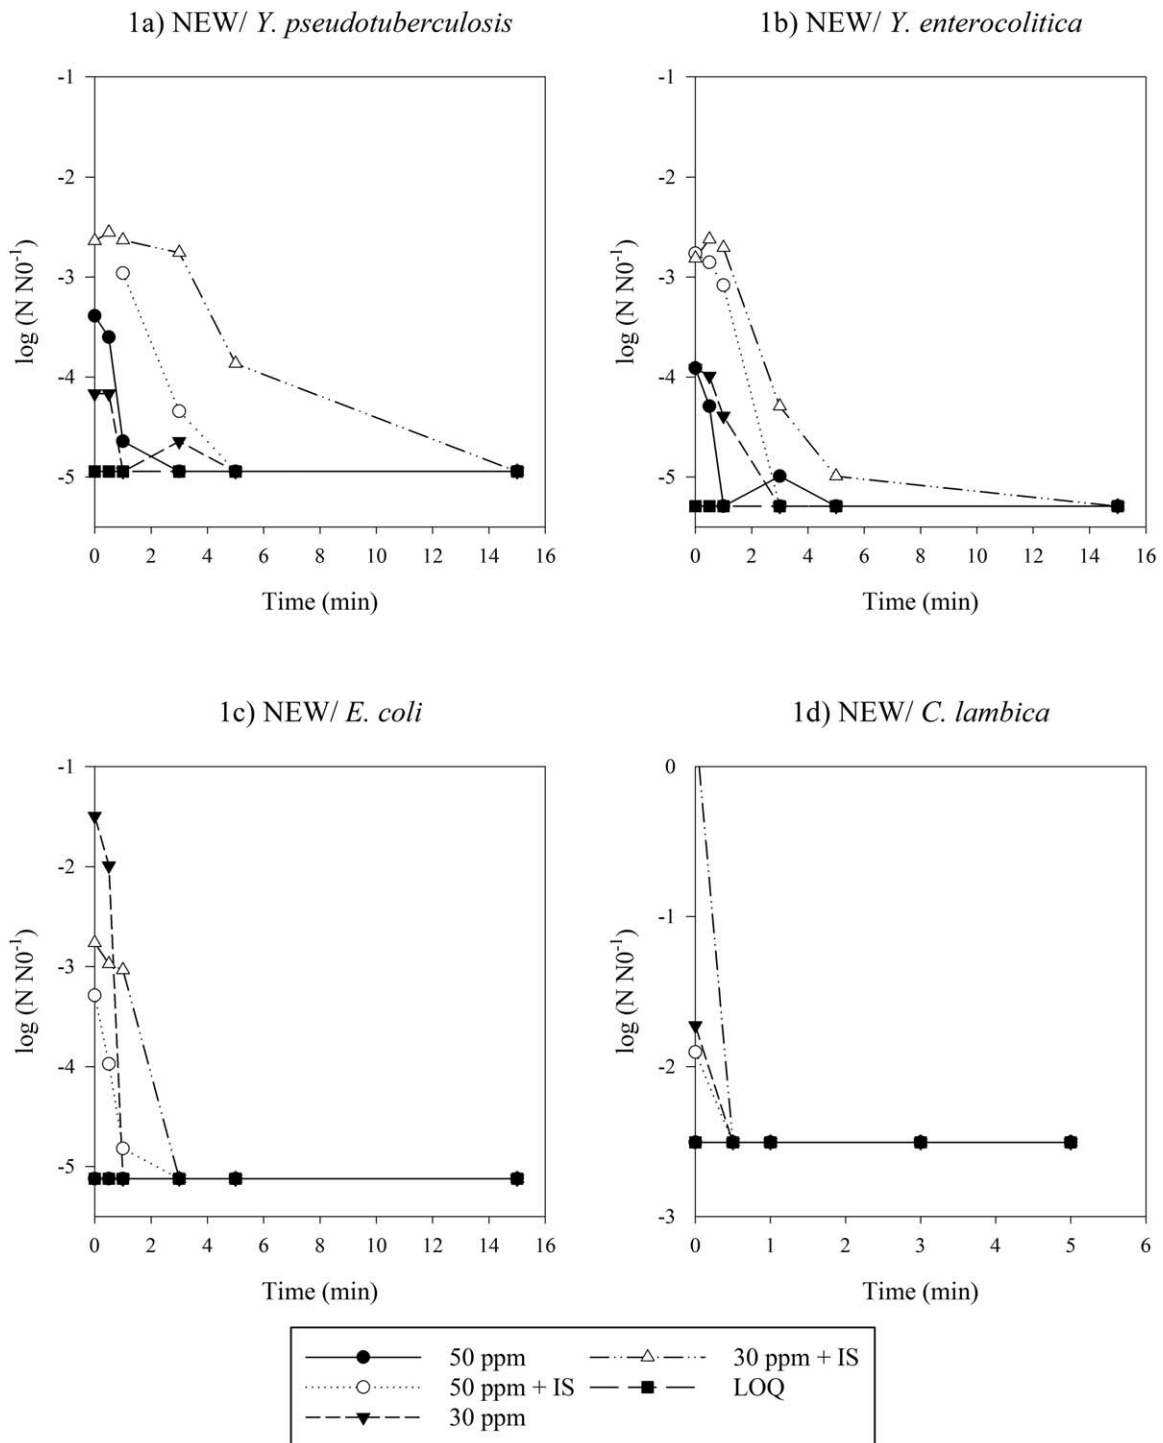 1a) NEW/ Y. pseudotuberculosis
-1
-2
-3
-4
-5
log (N N0⁻¹)
0 2 4 6 8 10 12 14 16
Time (min)
1b) NEW/ Y. enterocolitica
-1
-2
-3
-4
-5
log (N N0⁻¹)
0 2 4 6 8 10 12 14 16
Time (min)
1c) NEW/ E. coli
-1
-2
-3
-4
-5
log (N N0⁻¹)
0 2 4 6 8 10 12 14 16
Time (min)
1d) NEW/ C. lambica
0
-1
-2
-3
log (N N0⁻¹)
0 1 2 3 4 5 6
Time (min)
50 ppm
50 ppm + IS
30 ppm
30 ppm + IS
LOQ